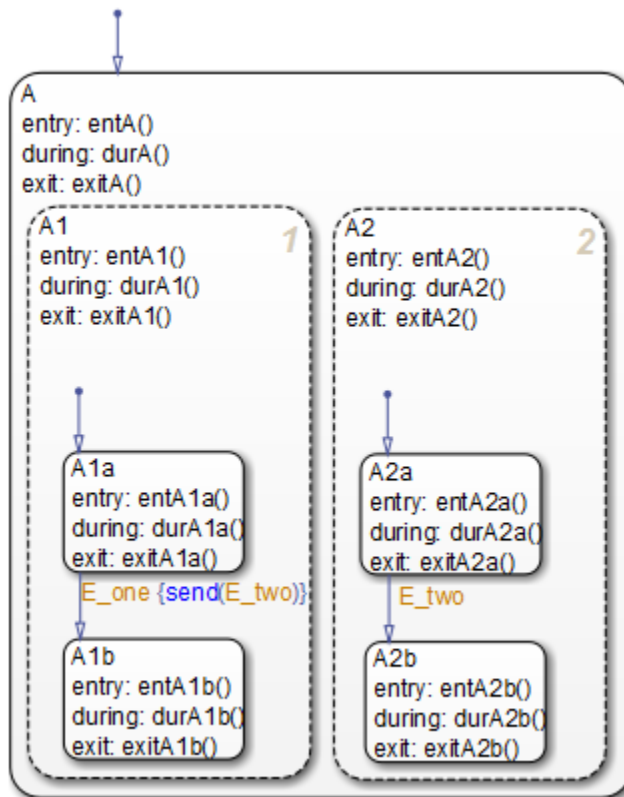 A
entry: entA()
during: durA()
exit: exitA()
A1
1
entry: entA1()
during: durA1()
exit: exitA1()
A2
2
entry: entA2()
during: durA2()
exit: exitA2()
A1a
entry: entA1a()
during: durA1a()
exit: exitA1a()
E_one {send(E_two)}
A1b
entry: entA1b()
during: durA1b()
exit: exitA1b()
A2a
entry: entA2a()
during: durA2a()
exit: exitA2a()
E_two
A2b
entry: entA2b()
during: durA2b()
exit: exitA2b()